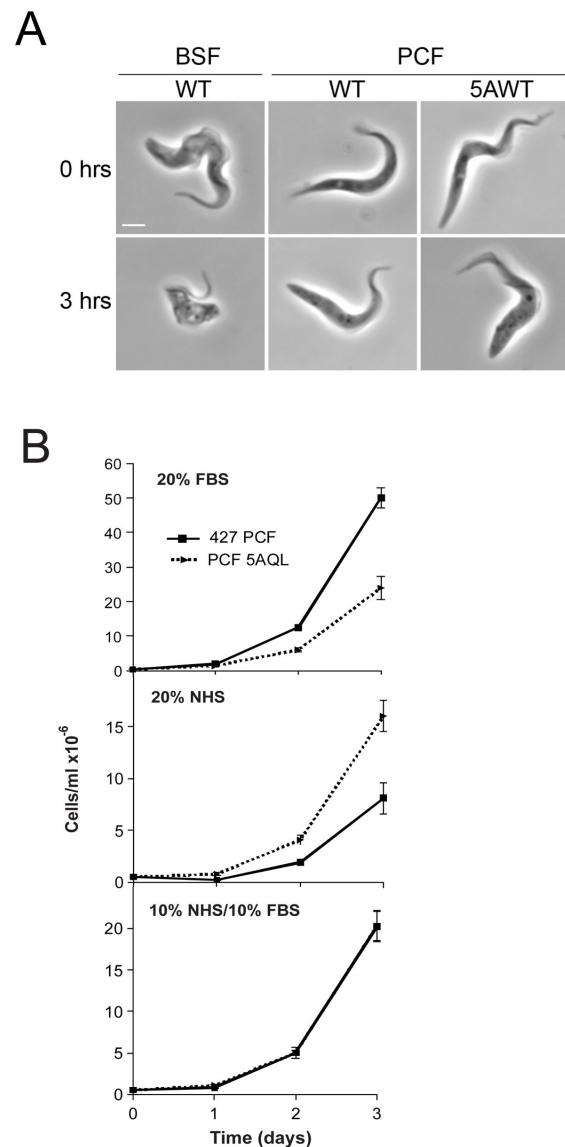 A
BSF PCF
WT WT 5AWT
0 hrs
3 hrs
B
60
50
40
30
20
10
0
20% FBS
427 PCF
PCF 5AQL
15
10
5
0
20% NHS
Cells/ml x10⁻⁶
20
15
10
5
0
10% NHS/10% FBS
0 1 2 3
Time (days)